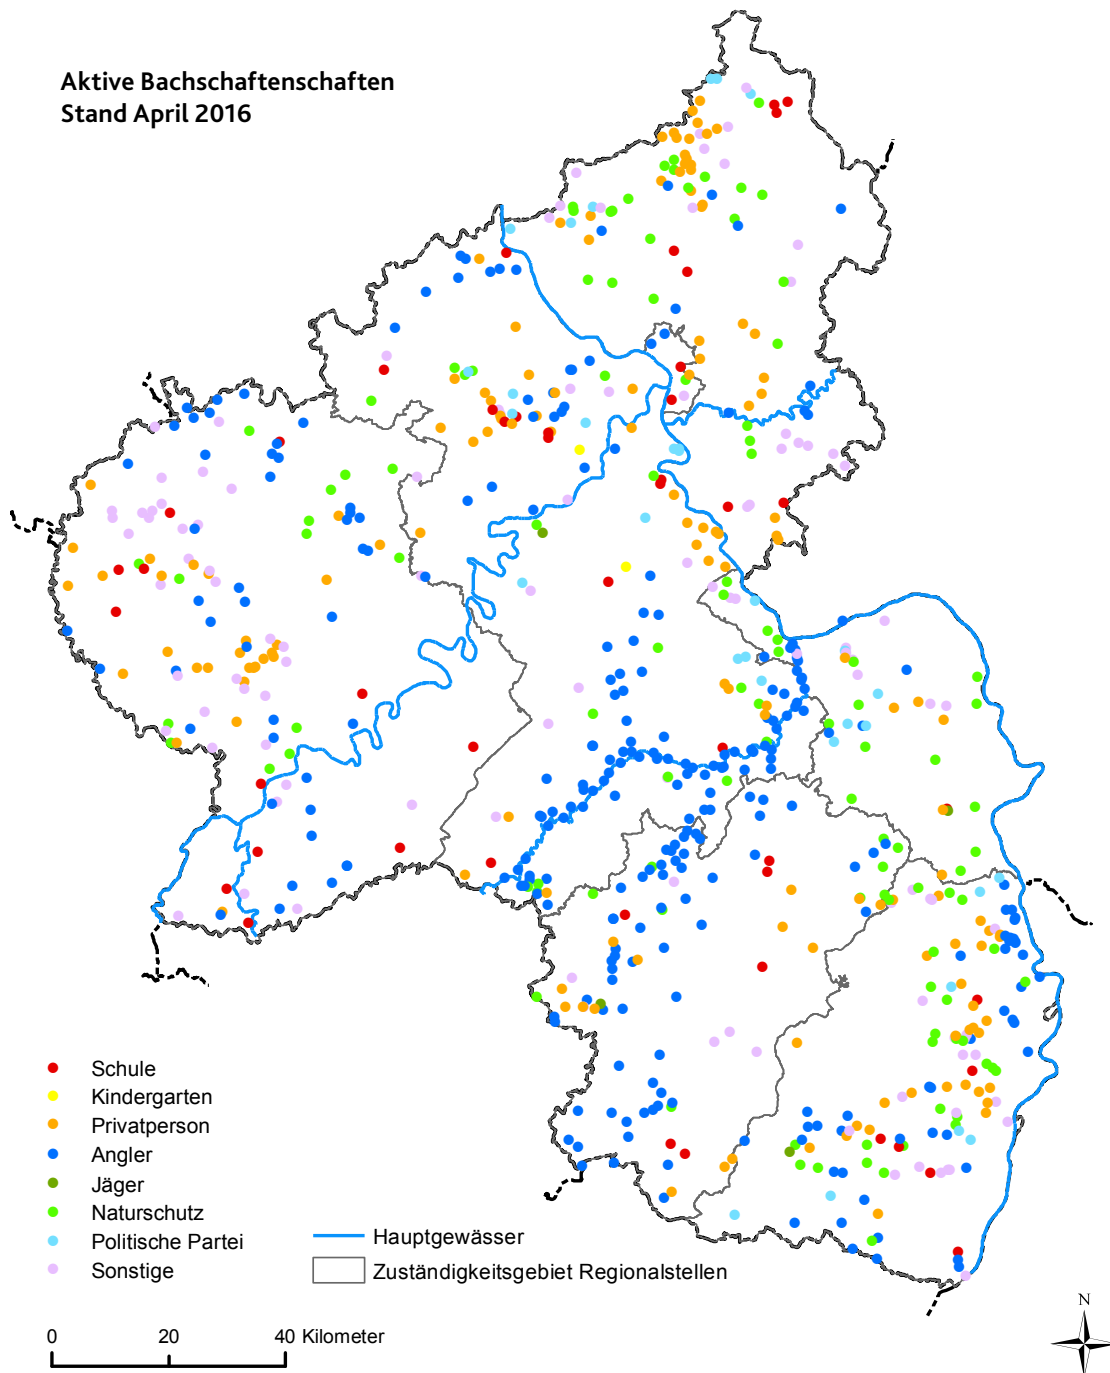 Aktive Bachschaftenschaften
Stand April 2016
Schule
Kindergarten
Privatperson
Angler
Jäger
Naturschutz
Politische Partei
Sonstige
Hauptgewässer
Zuständigkeitsgebiet Regionalstellen
0 20 40 Kilometer
N